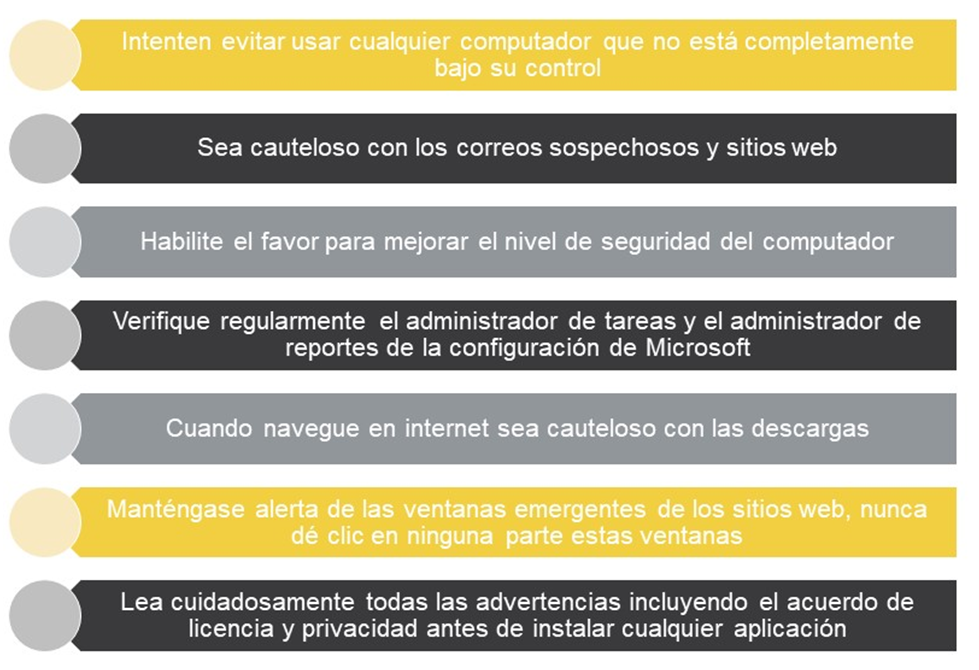 Intenten evitar usar cualquier computador que no está completamente
bajo su control
Sea cauteloso con los correos sospechosos y sitios web
Habilite el favor para mejorar el nivel de seguridad del computador
Verifique regularmente el administrador de tareas y el administrador de
reportes de la configuración de Microsoft
Cuando navegue en internet sea cauteloso con las descargas
Manténgase alerta de las ventanas emergentes de los sitios web, nunca
dé clic en ninguna parte estas ventanas
Lea cuidadosamente todas las advertencias incluyendo el acuerdo de
licencia y privacidad antes de instalar cualquier aplicación